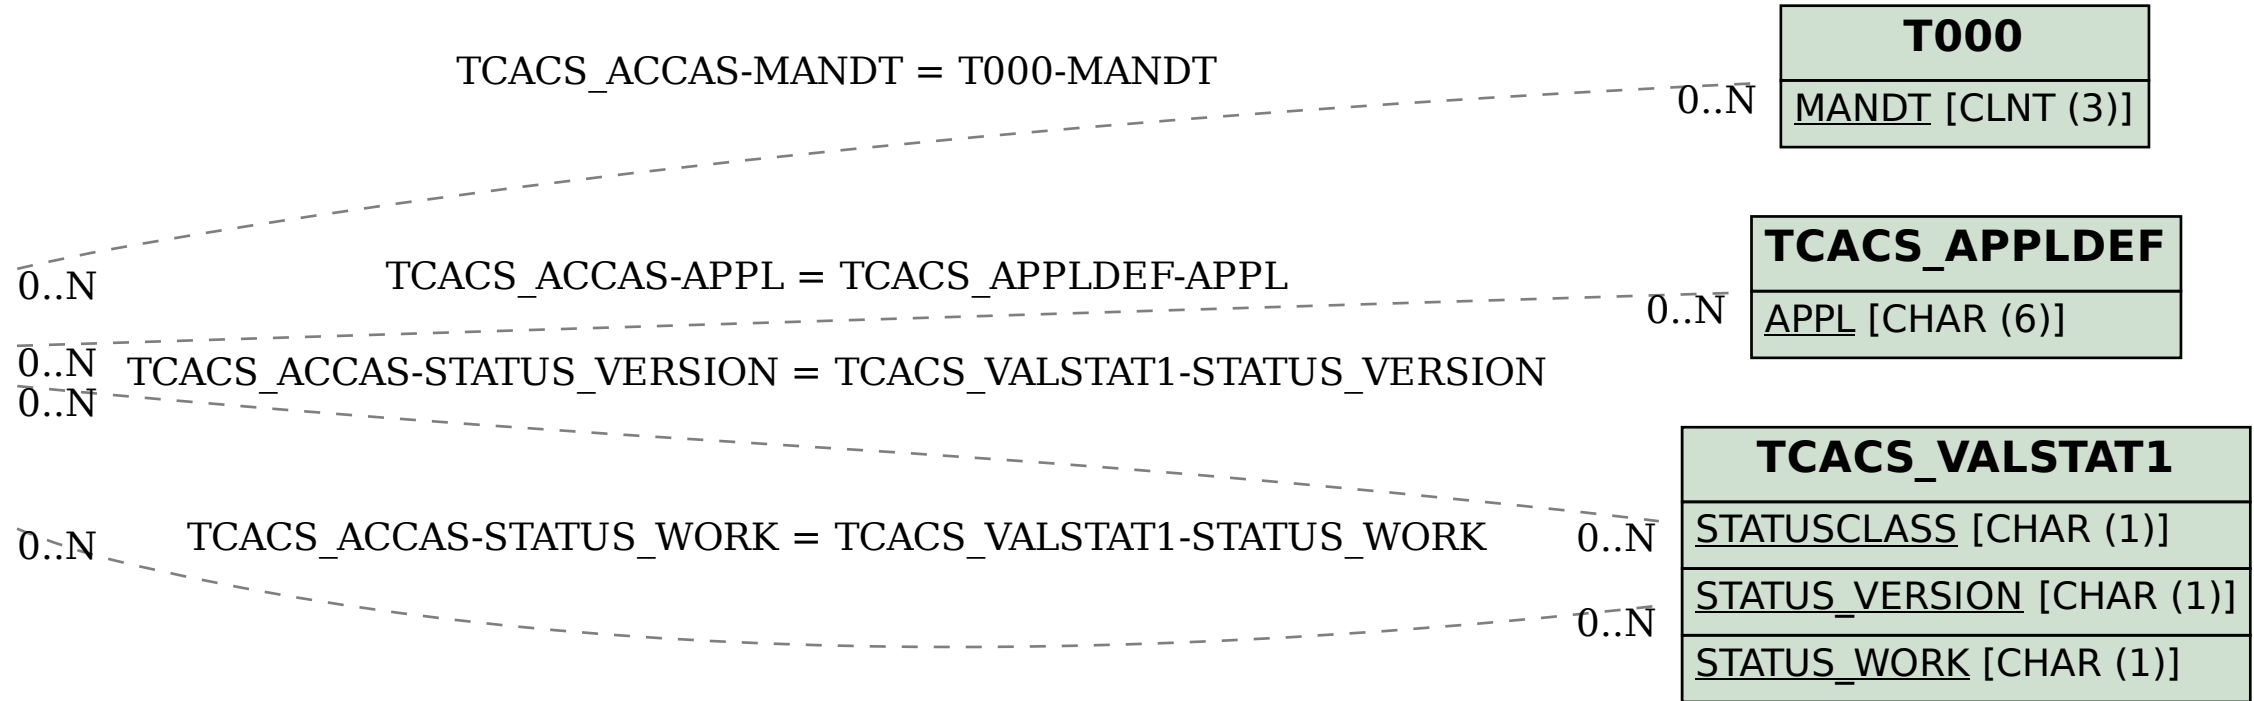 T000
TCACS_ACCAS-MANDT = T000-MANDT
0..N
MANDT [CLNT (3)]
TCACS_APPLDEF
0..N
TCACS_ACCAS-APPL = TCACS_APPLDEF-APPL
0..N
APPL [CHAR (6)]
0..N
TCACS_ACCAS-STATUS_VERSION = TCACS_VALSTAT1-STATUS_VERSION
0..N
TCACS_VALSTAT1
0..N
TCACS_ACCAS-STATUS_WORK = TCACS_VALSTAT1-STATUS_WORK
0..N
STATUSCLASS [CHAR (1)]
STATUS_VERSION [CHAR (1)]
0..N
STATUS_WORK [CHAR (1)]